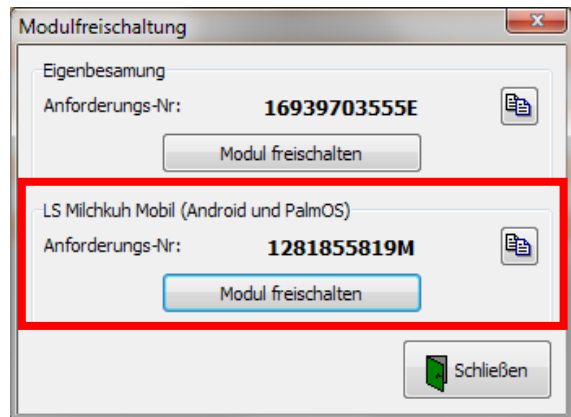 Modulfreischaltung
Eigenbesamung
Anforderungs-Nr: 16939703555E
Modul freischalten
LS Milchkuh Mobil (Android und PalmOS)
Anforderungs-Nr: 1281855819M
Modul freischalten
Schließen